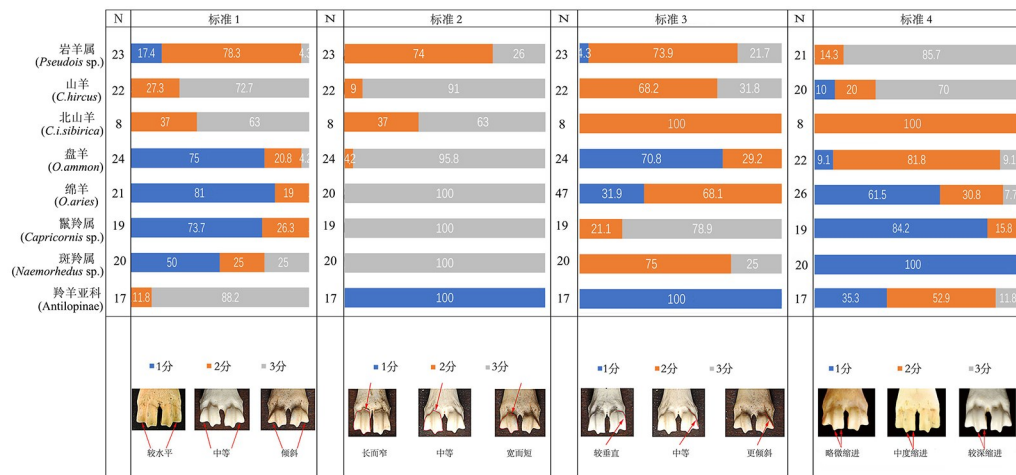 N 标准 1 N 标准 2 N 标准 3 N 标准 4
岩羊属 23 17.4 78.3 4.3 23 74 26 23 4.3 73.9 21.7 21 14.3 85.7
(Pseudois sp.)
山羊 22 27.3 72.7 22 9 91 22 68.2 31.8 20 10 20 70
(C.hircus)
北山羊 8 37 63 8 37 63 8 100 8 100
(C.i.sibirica)
盘羊 24 75 20.8 4.2 24 42 95.8 24 70.8 29.2 22 9.1 81.8 9.1
(O.ammon)
绵羊 21 81 19 20 100 47 31.9 68.1 26 61.5 30.8 7.7
(O.aries)
鬣羚属 19 73.7 26.3 19 100 19 21.1 78.9 19 84.2 15.8
(Capricornis sp.)
斑羚属 20 50 25 25 20 100 20 75 25 20 100
(Naemorhedus sp.)
羚羊亚科 17 11.8 88.2 17 100 17 100 17 35.3 52.9 11.8
(Antilopinae)
1分 2分 3分 1分 2分 3分 1分 2分 3分 1分 2分 3分
较水平 中等 倾斜 长而窄 中等 宽而短 较垂直 中等 更倾斜 略微缩进 中度缩进 较深缩进